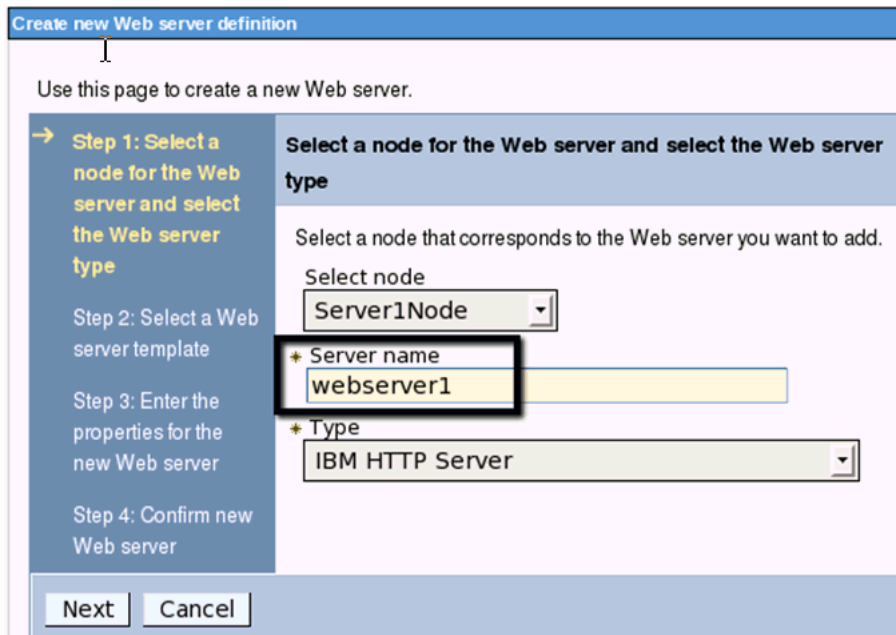 Create new Web server definition
Use this page to create a new Web server.
Step 1: Select a
node for the Web
server and select
the Web server
type
Step 2: Select a Web
server template
Step 3: Enter the
properties for the
new Web server
Step 4: Confirm new
Web server
Select a node for the Web server and select the Web server
type
Select a node that corresponds to the Web server you want to add.
Select node
Server1Node
* Server name
webserver1
* Type
IBM HTTP Server
Next Cancel